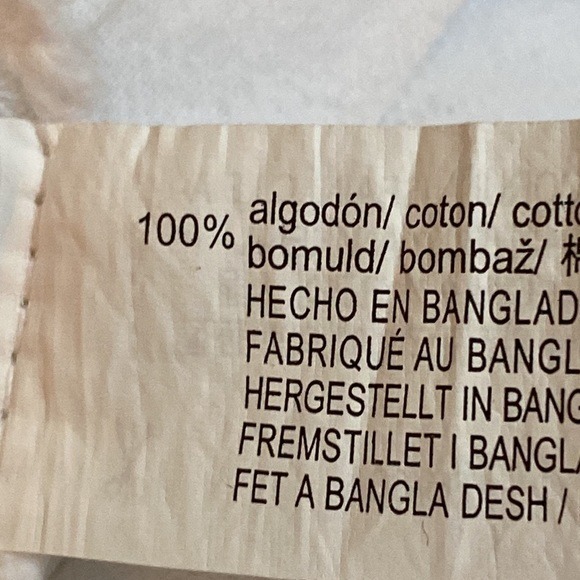 100% algodón/ coton/ cotto
bomuld/ bombaž/ 棉
HECHO EN BANGLAD
FABRIQUÉ AU BANGL
HERGESTELLT IN BANG
FREMSTILLET I BANGLA
FET A BANGLA DESH /